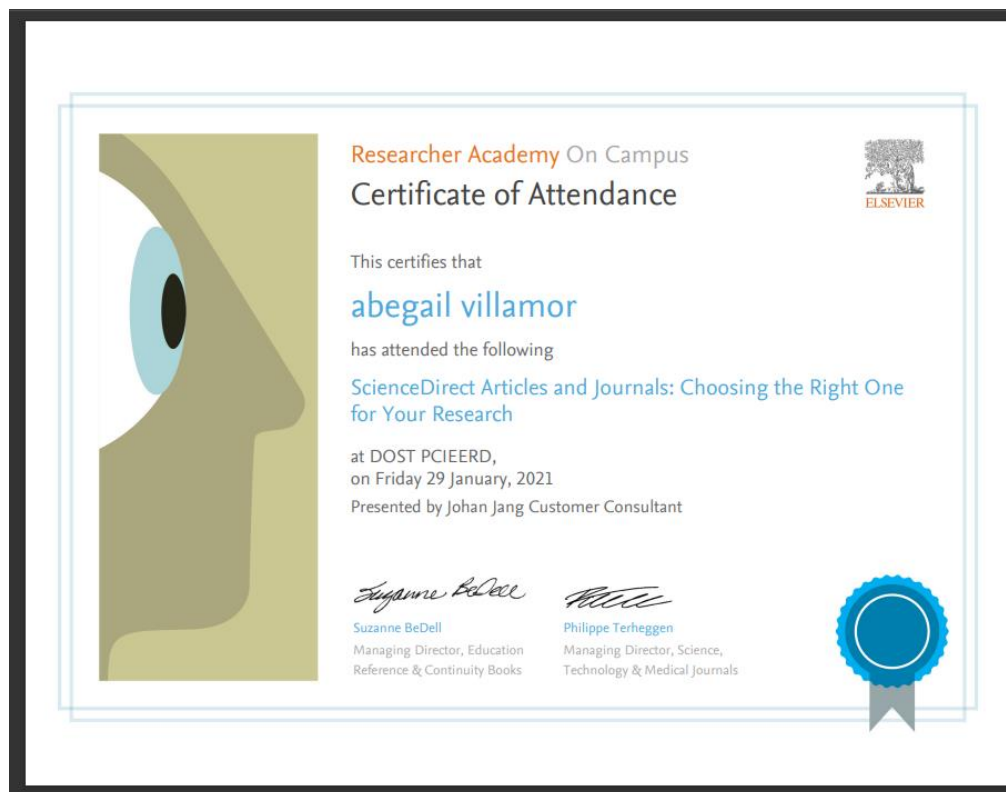 Researcher Academy On Campus
Certificate of Attendance
ELSEVIER
This certifies that
abegail villamor
has attended the following
ScienceDirect Articles and Journals: Choosing the Right One
for Your Research
at DOST PCIEERD,
on Friday 29 January, 2021
Presented by Johan Jang Customer Consultant
Suzanne BeDell
Suzanne BeDell
Managing Director, Education
Reference & Continuity Books
Philippe Terheggen
Managing Director, Science,
Technology & Medical Journals